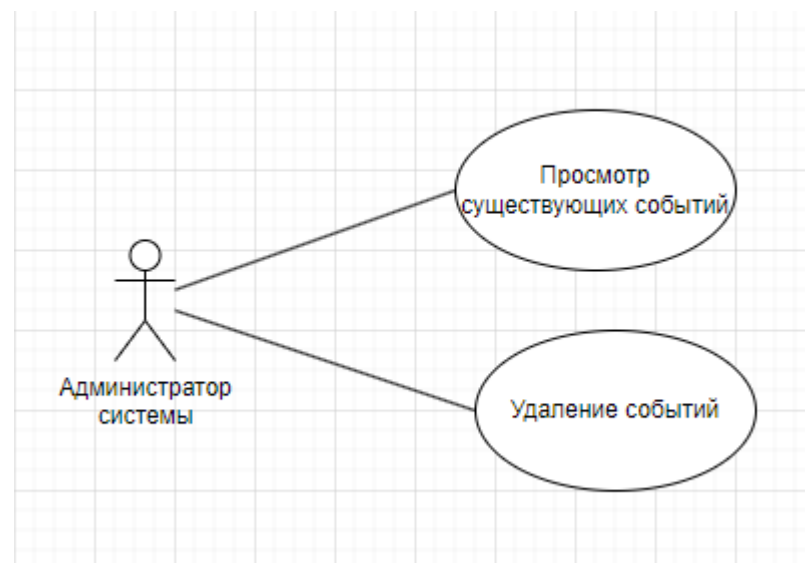 Просмотр
существующих событий
Администратор
системы
Удаление событий